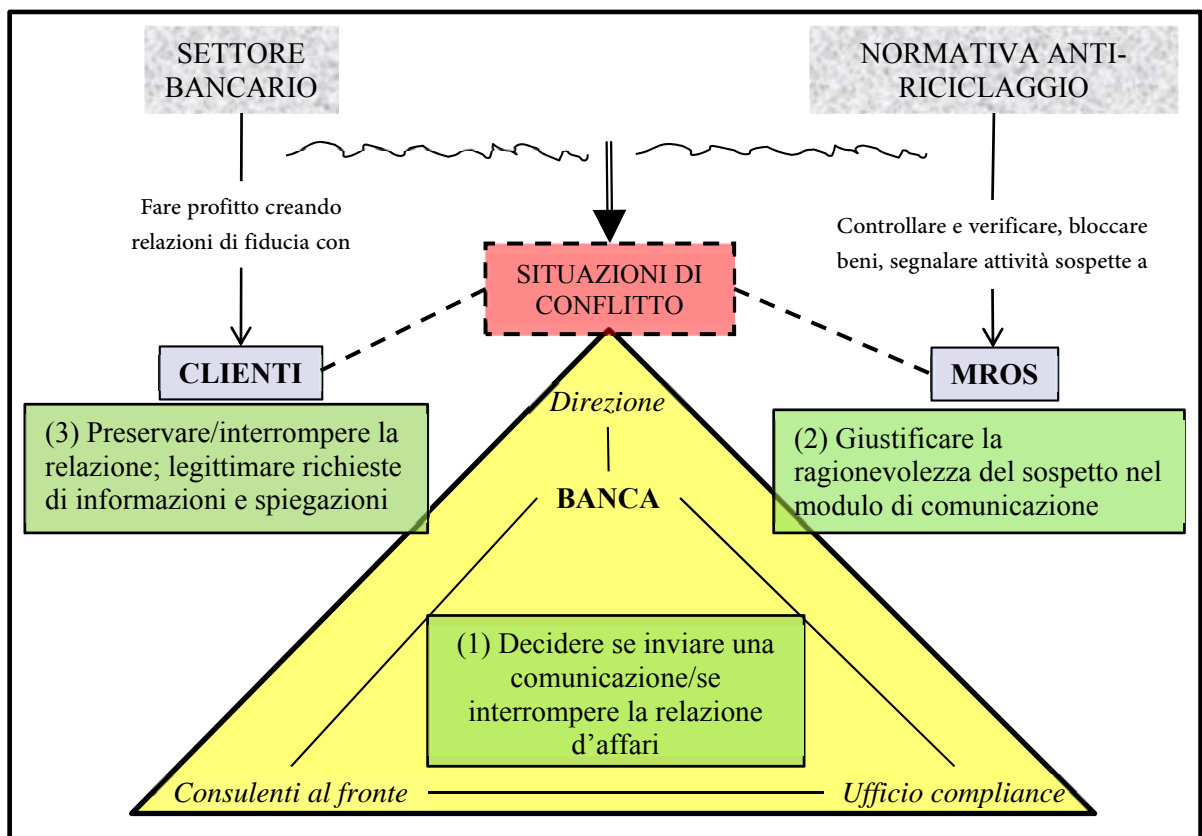 SETTORE
BANCARIO
NORMATIVA ANTI-
RICICLAGGIO
Fare profitto creando
relazioni di fiducia con
Controllare e verificare, bloccare
beni, segnalare attività sospette a
SITUAZIONI DI
CONFLITTO
CLIENTI
MROS
(3) Preservare/interrompere la
relazione; legittimare richieste
di informazioni e spiegazioni
Direzione
BANCA
(2) Giustificare la
ragionevolezza del sospetto nel
modulo di comunicazione
(1) Decidere se inviare una
comunicazione/se
interrompere la relazione
d’affari
Consulenti al fronte
Ufficio compliance